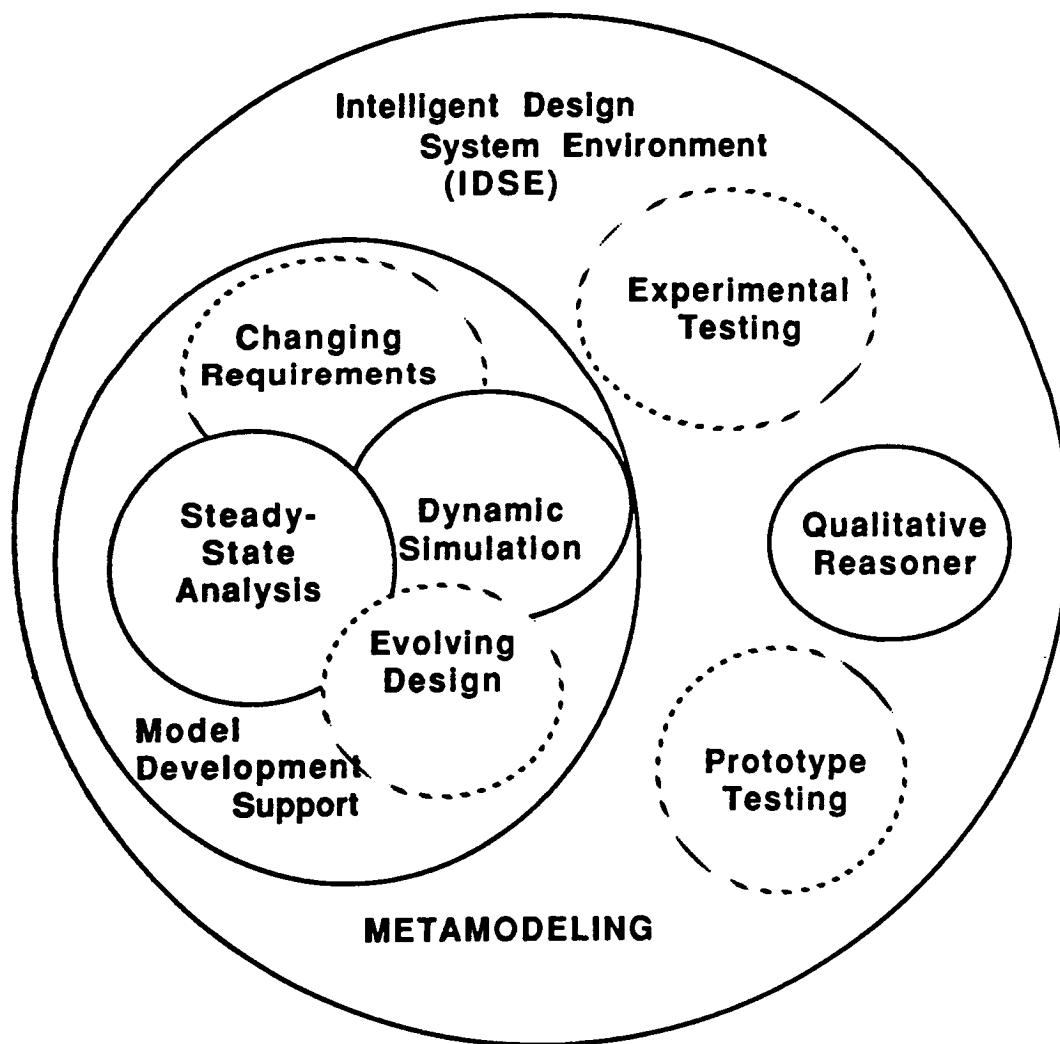 Intelligent Design
System Environment
(IDSE)
Experimental
Testing
Changing
Requirements
Steady-
State
Analysis
Dynamic
Simulation
Qualitative
Reasoner
Evolving
Design
Model
Development
Support
Prototype
Testing
METAMODELING